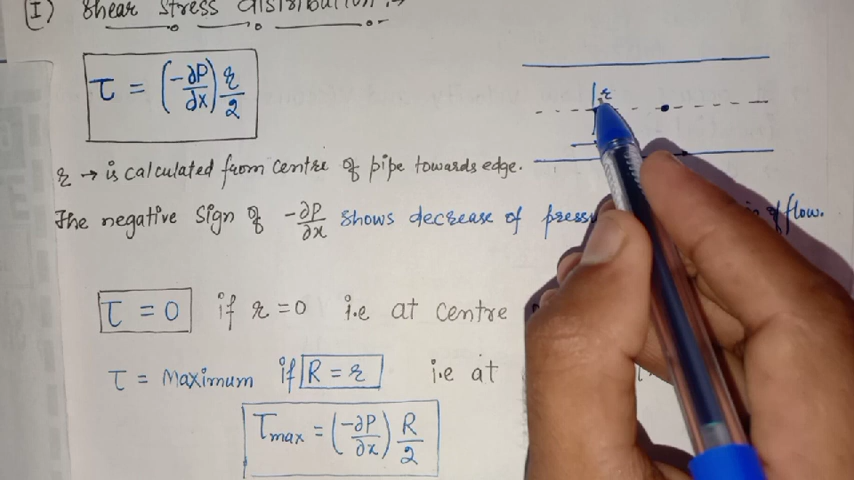 (I) Shear Stress distribution :-
τ = (-∂P/dx) r/2
r
r → is calculated from centre of pipe towards edge.
The negative sign of -∂P/∂x shows decrease of of flow.
τ = 0 if r = 0 i.e at centre
τ = Maximum if R = r i.e at
τmax = (-∂P/∂x) R/2